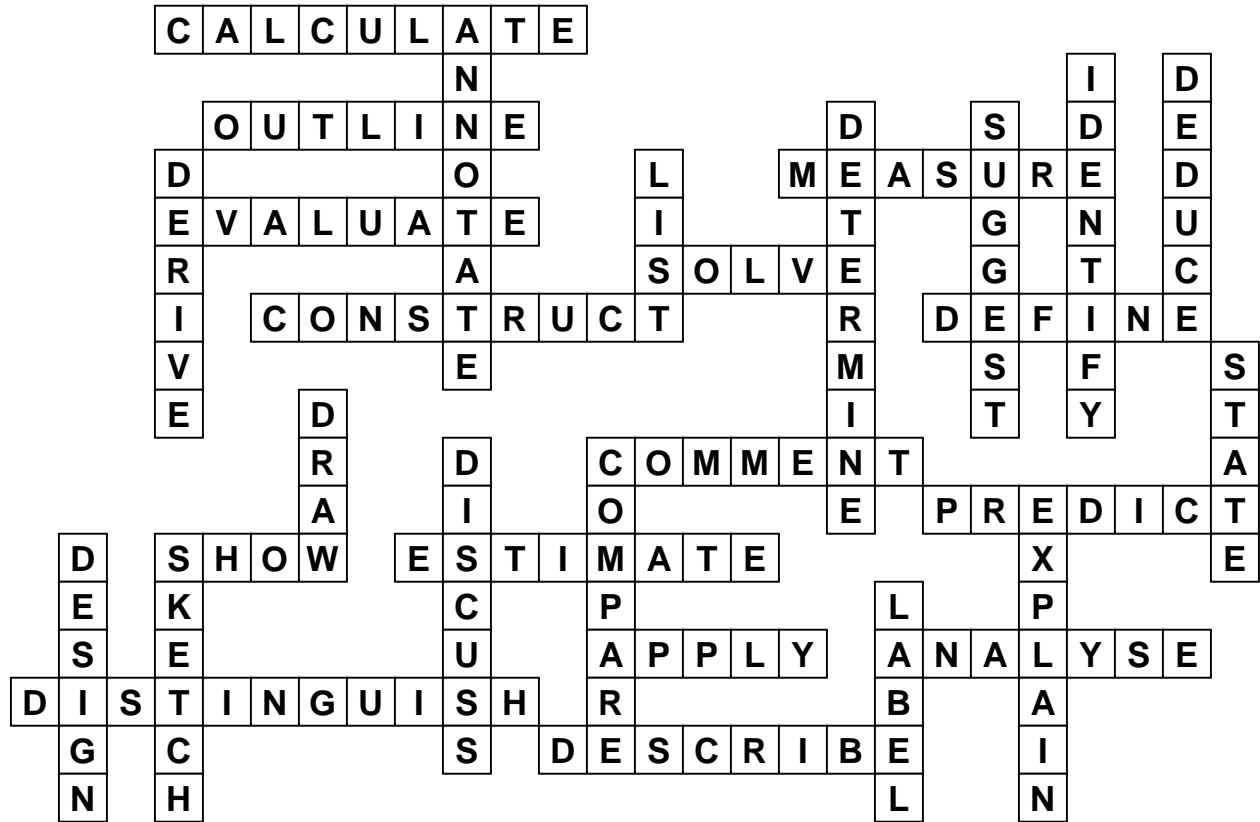 CALCULATE
ANNOTATE
IDENTIFY
DEDUCE
OUTLINE
DETERMINE
SUGGEST
DERIVE
LIST
MEASURE
EVALUATE
SOLVE
CONSTRUCT
DEFINE
STATE
DRAW
DISCUSS
COMMENT
COMPARE
PREDICT
EXPLAIN
DESIGN
SHOW
SKETCH
ESTIMATE
LABEL
APPLY
ANALYSE
DISTINGUISH
DESCRIBE